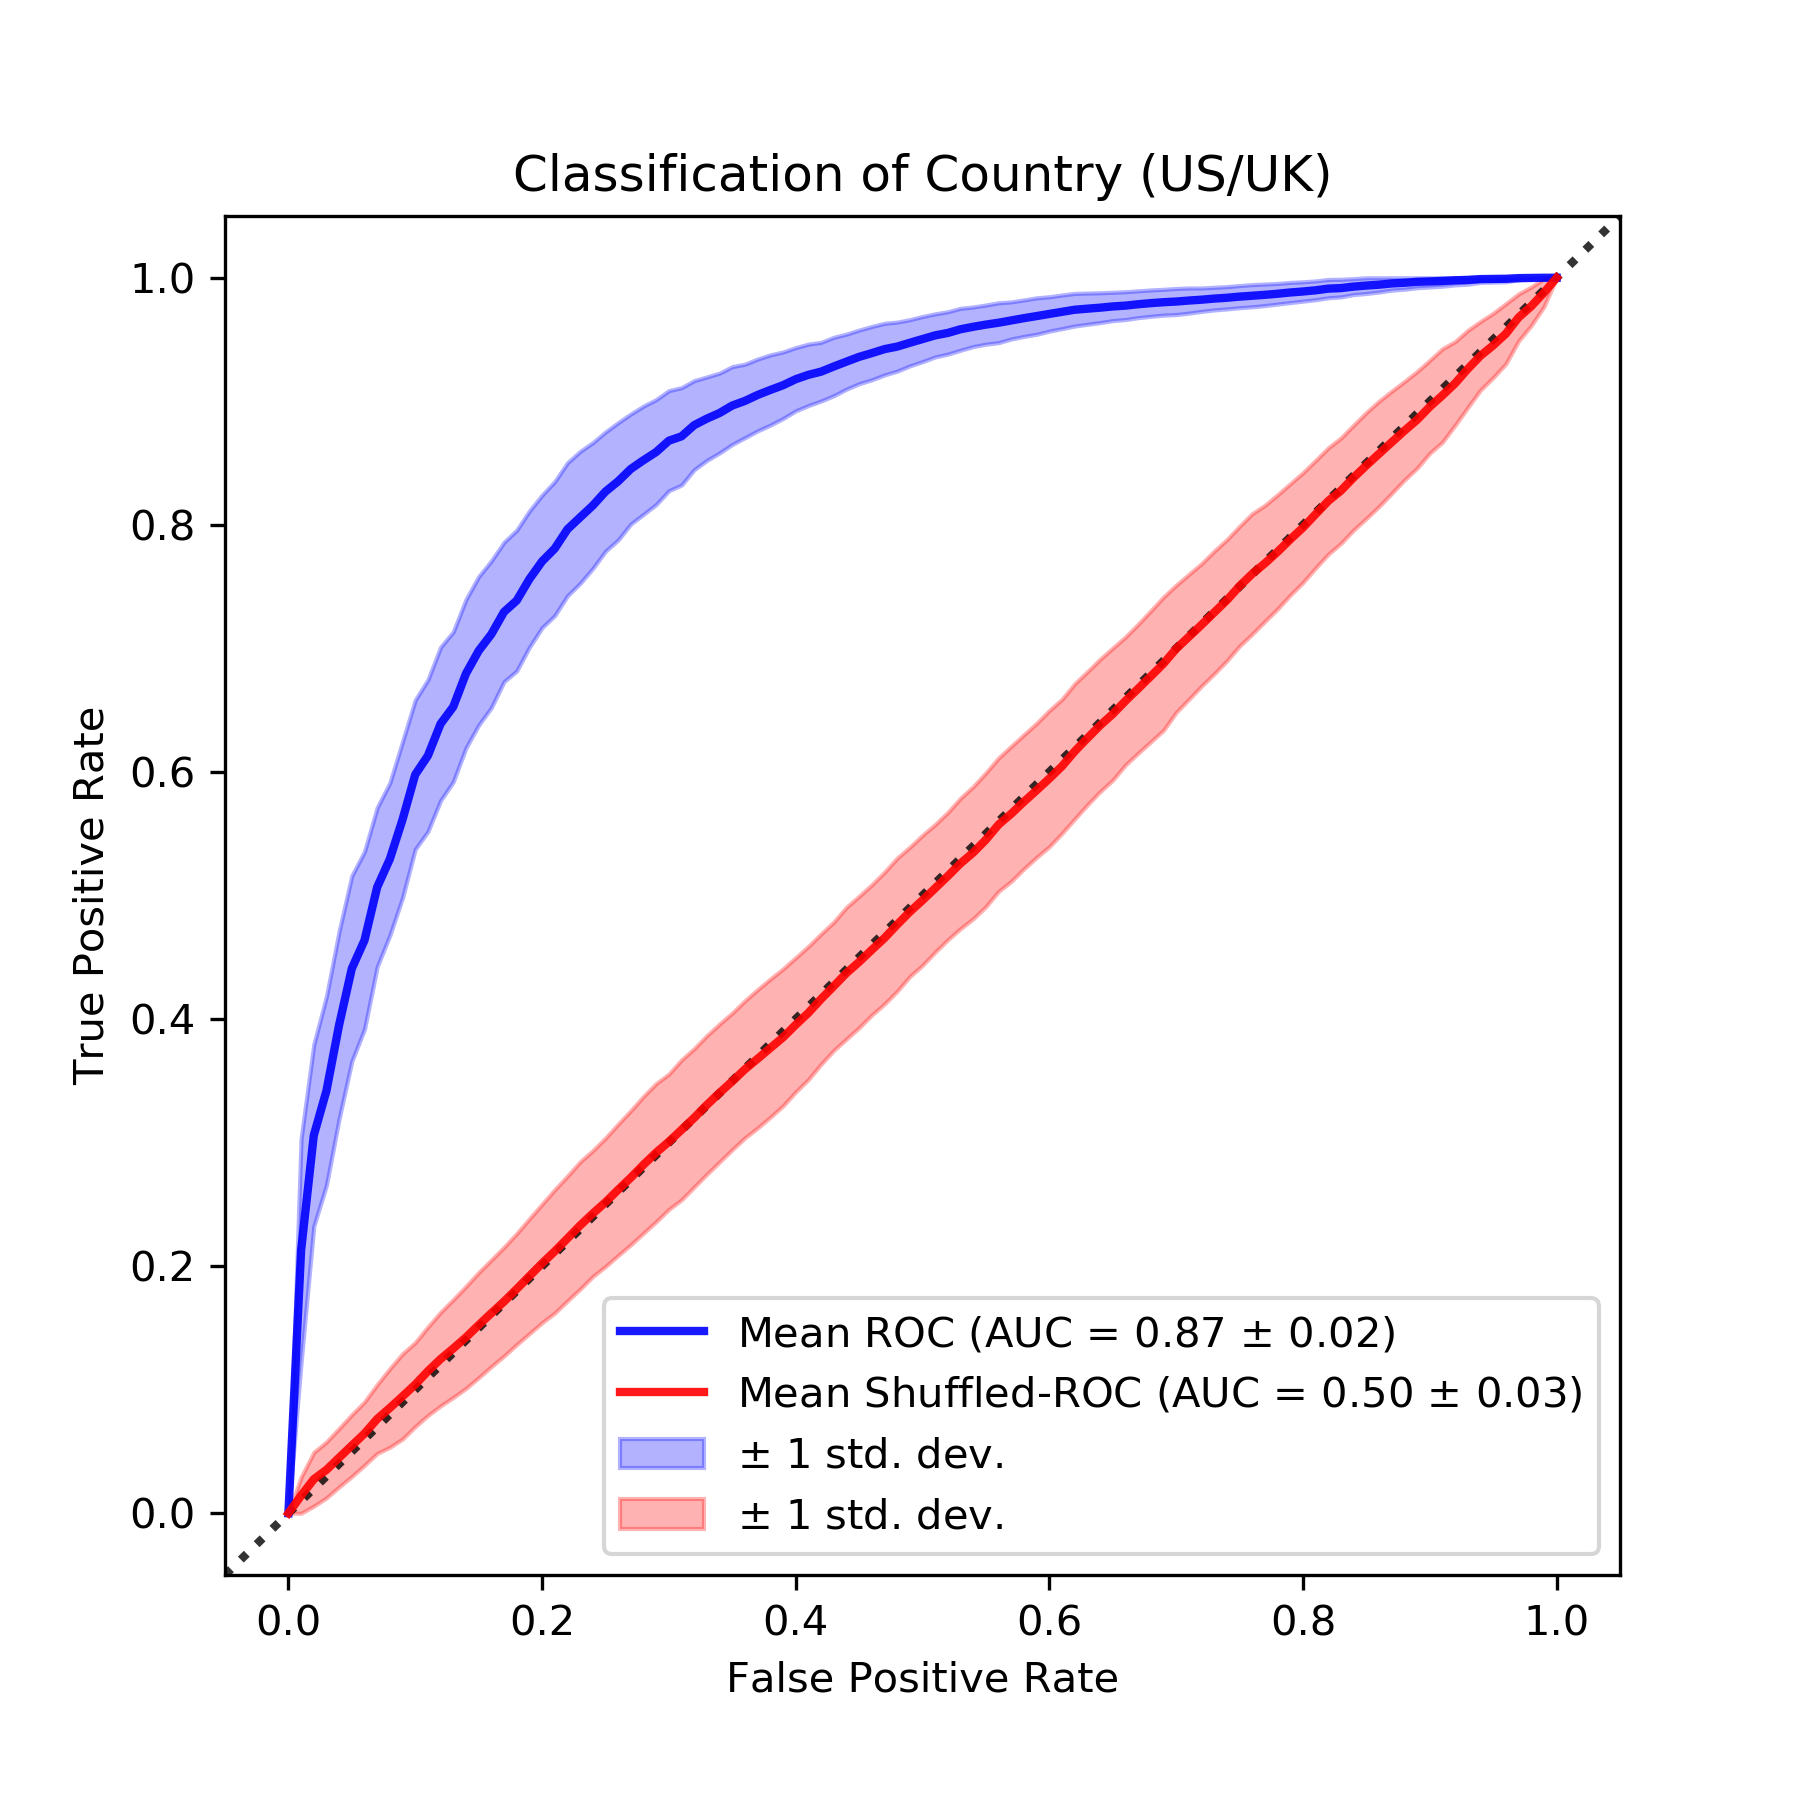 Classification of Country (US/UK)
1.0
0.8
0.6
0.4
0.2
0.0
True Positive Rate
Mean ROC (AUC = 0.87 ± 0.02)
Mean Shuffled-ROC (AUC = 0.50 ± 0.03)
± 1 std. dev.
± 1 std. dev.
0.0 0.2 0.4 0.6 0.8 1.0
False Positive Rate